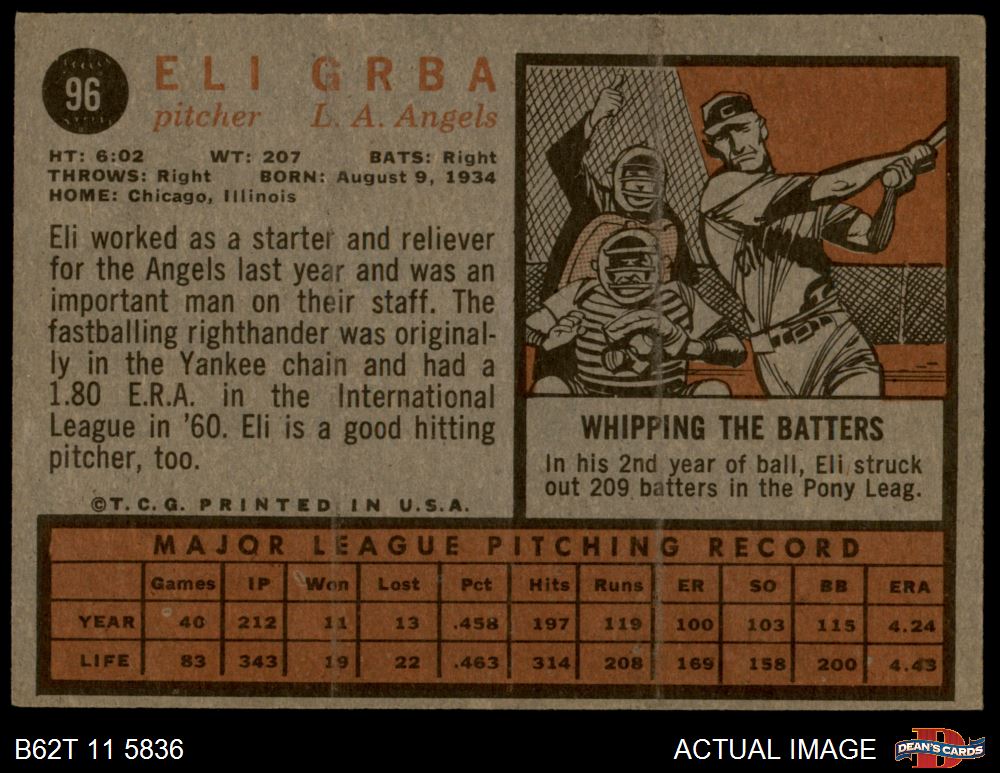 96
ELI GRBA
pitcher L. A. Angels
HT: 6:02 WT: 207 BATS: Right
THROWS: Right BORN: August 9, 1934
HOME: Chicago, Illinois
Eli worked as a starter and reliever
for the Angels last year and was an
important man on their staff. The
fastballing righthander was original-
ly in the Yankee chain and had a
1.80 E.R.A. in the International
League in '60. Eli is a good hitting
pitcher, too.
©T.C.G. PRINTED IN U.S.A.
C
WHIPPING THE BATTERS
In his 2nd year of ball, Eli struck
out 209 batters in the Pony Leag.
MAJOR LEAGUE PITCHING RECORD
Games IP Won Lost Pct Hits Runs ER SO BB ERA
YEAR 40 212 11 13 .458 197 119 100 103 115 4.24
LIFE 83 343 19 22 .463 314 208 169 158 200 4.43
B62T 11 5836 ACTUAL IMAGE
D
DEAN'S CARDS